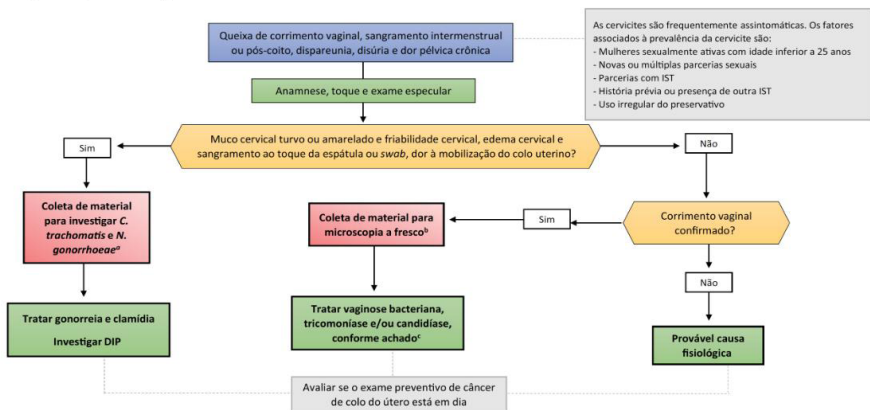 Queixa de corrimento vaginal, sangramento intermenstrual
ou pós-coito, dispareunia, disúria e dor pélvica crônica
As cervicites são frequentemente assintomáticas. Os fatores
associados à prevalência da cervicite são:
- Mulheres sexualmente ativas com idade inferior a 25 anos
- Novas ou múltiplas parcerias sexuais
- Parcerias com IST
- História prévia ou presença de outra IST
- Uso irregular do preservativo
Anamnese, toque e exame especular
Muco cervical turvo ou amarelado e friabilidade cervical, edema cervical e
sangramento ao toque da espátula ou swab, dor à mobilização do colo uterino?
Sim
Não
Coleta de material
para investigar C.
trachomatis e N.
gonorrhoeaeᵃ
Coleta de material para
microscopia a frescoᵇ
Sim
Corrimento vaginal
confirmado?
Não
Tratar gonorreia e clamídia
Investigar DIP
Tratar vaginose bacteriana,
tricomoníase e/ou candidíase,
conforme achadoᶜ
Provável causa
fisiológica
Avaliar se o exame preventivo de câncer
de colo do útero está em dia